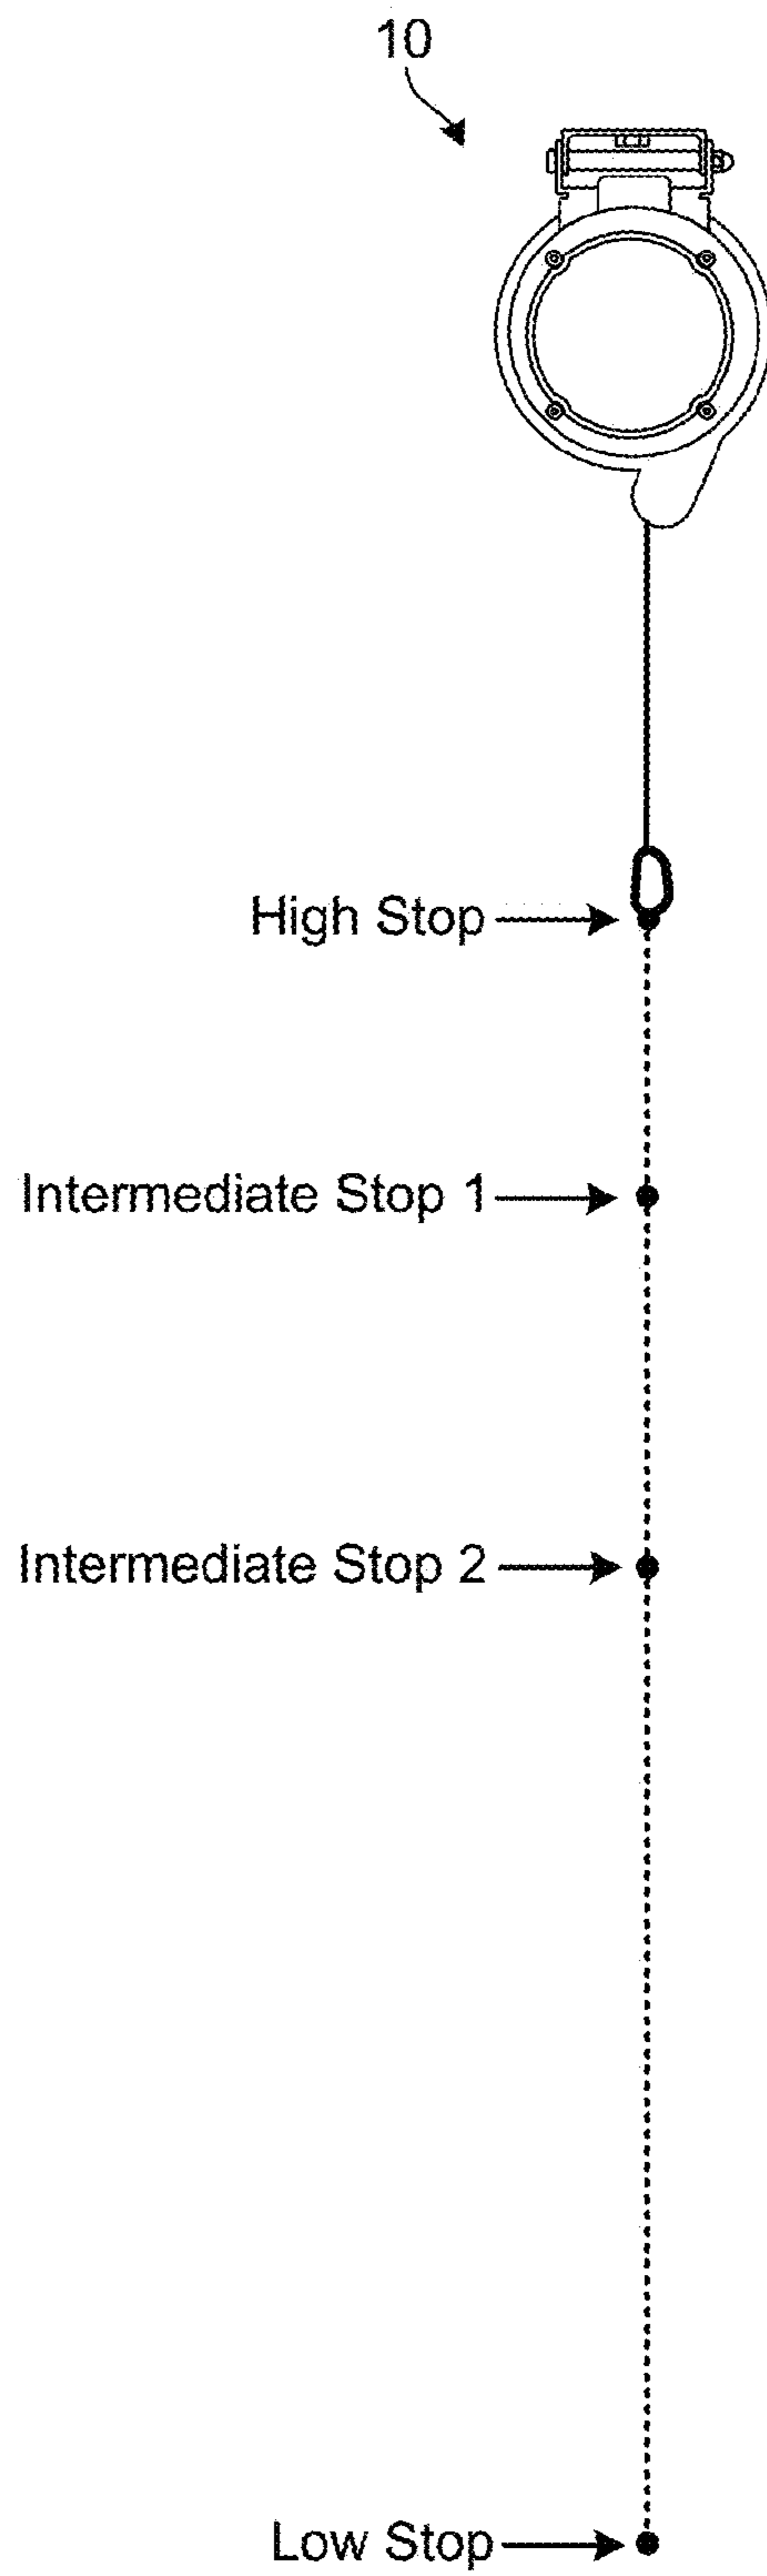 10
High Stop
Intermediate Stop 1
Intermediate Stop 2
Low Stop